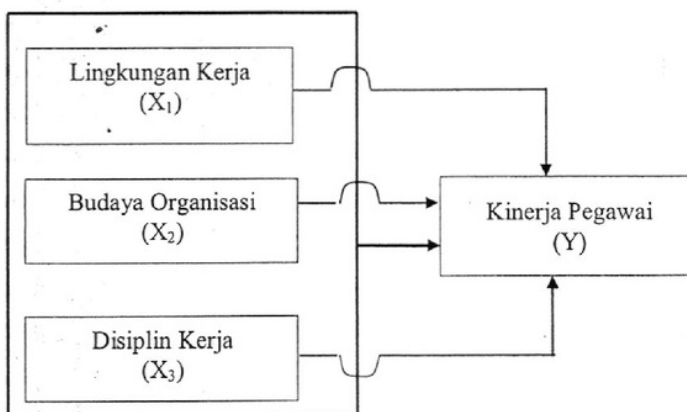 Lingkungan Kerja
(X₁)
Budaya Organisasi
(X₂)
Kinerja Pegawai
(Y)
Disiplin Kerja
(X₃)